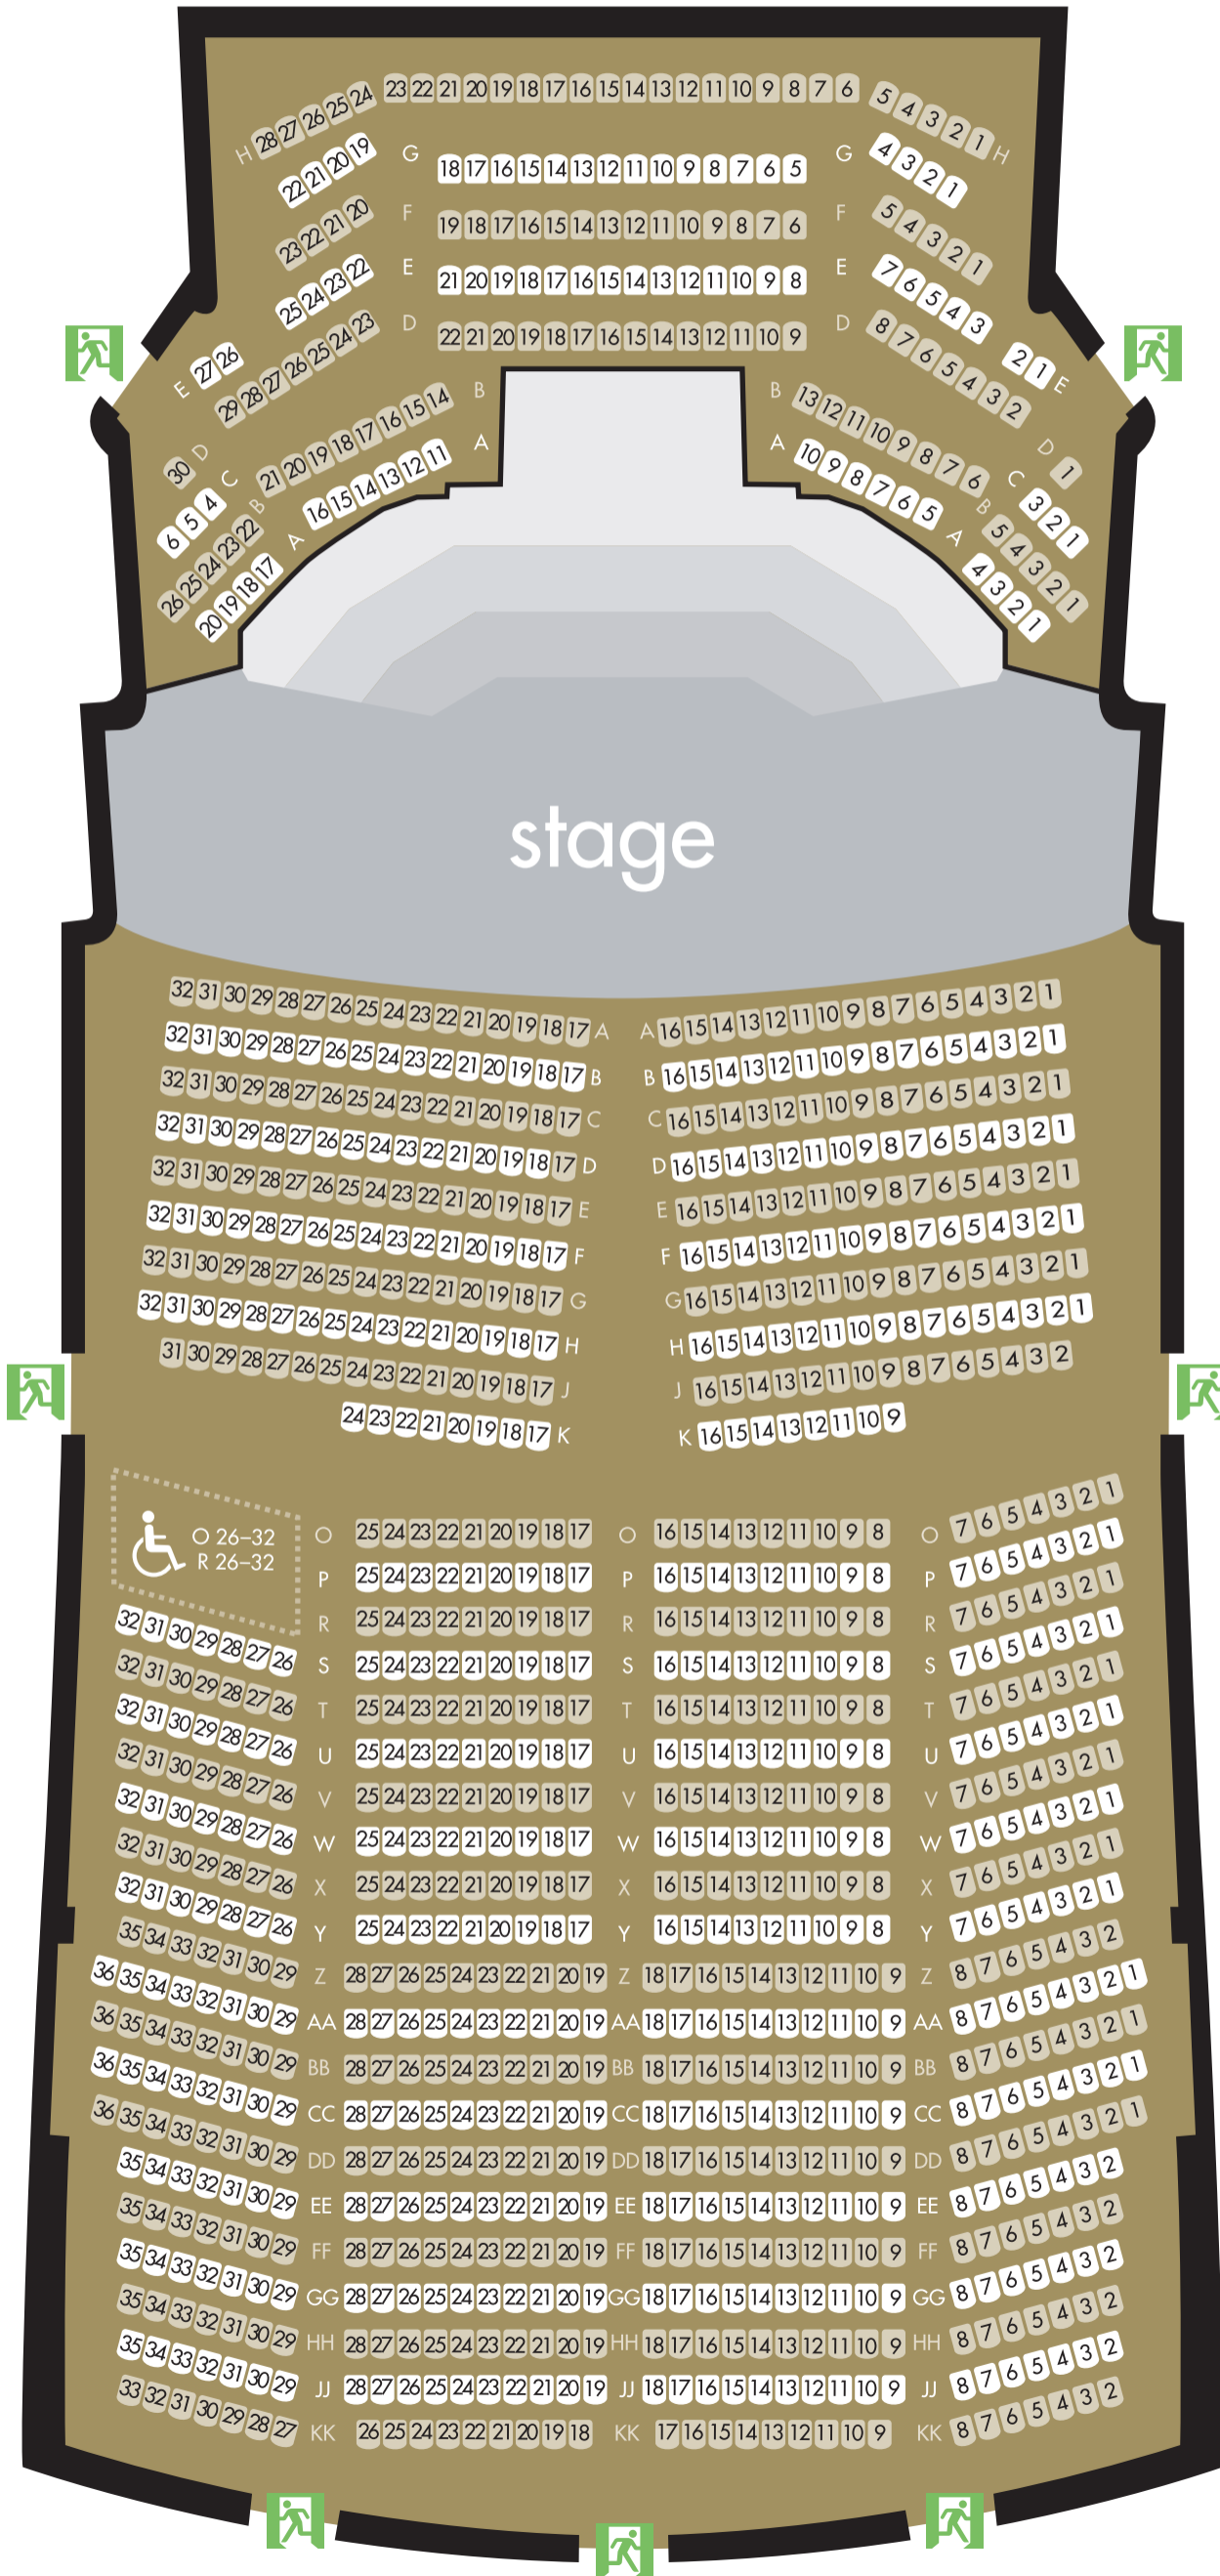 H 28 27 26 25 24 23 22 21 20 19 18 17 16 15 14 13 12 11 10 9 8 7 6 5 4 3 2 1 H
22 21 20 19 G 18 17 16 15 14 13 12 11 10 9 8 7 6 5 G 4 3 2 1
23 22 21 20 F 19 18 17 16 15 14 13 12 11 10 9 8 7 6 F 5 4 3 2 1
E 27 26 25 24 23 22 E 21 20 19 18 17 16 15 14 13 12 11 10 9 8 E 7 6 5 4 3 2 1 E
30 D 29 28 27 26 25 24 23 D 22 21 20 19 18 17 16 15 14 13 12 11 10 9 D 8 7 6 5 4 3 2 D 1
6 5 4 C C 3 2 1
26 25 24 23 22 B 21 20 19 18 17 16 15 14 B B 13 12 11 10 9 8 7 6 B 5 4 3 2 1
20 19 18 17 A 16 15 14 13 12 11 A A 10 9 8 7 6 5 A 4 3 2 1
stage
32 31 30 29 28 27 26 25 24 23 22 21 20 19 18 17 A A 16 15 14 13 12 11 10 9 8 7 6 5 4 3 2 1
32 31 30 29 28 27 26 25 24 23 22 21 20 19 18 17 B B 16 15 14 13 12 11 10 9 8 7 6 5 4 3 2 1
32 31 30 29 28 27 26 25 24 23 22 21 20 19 18 17 C C 16 15 14 13 12 11 10 9 8 7 6 5 4 3 2 1
32 31 30 29 28 27 26 25 24 23 22 21 20 19 18 17 D D 16 15 14 13 12 11 10 9 8 7 6 5 4 3 2 1
32 31 30 29 28 27 26 25 24 23 22 21 20 19 18 17 E E 16 15 14 13 12 11 10 9 8 7 6 5 4 3 2 1
32 31 30 29 28 27 26 25 24 23 22 21 20 19 18 17 F F 16 15 14 13 12 11 10 9 8 7 6 5 4 3 2 1
32 31 30 29 28 27 26 25 24 23 22 21 20 19 18 17 G G 16 15 14 13 12 11 10 9 8 7 6 5 4 3 2 1
32 31 30 29 28 27 26 25 24 23 22 21 20 19 18 17 H H 16 15 14 13 12 11 10 9 8 7 6 5 4 3 2 1
31 30 29 28 27 26 25 24 23 22 21 20 19 18 17 J J 16 15 14 13 12 11 10 9 8 7 6 5 4 3 2
24 23 22 21 20 19 18 17 K K 16 15 14 13 12 11 10 9
O 26–32
R 26–32
O 25 24 23 22 21 20 19 18 17 O 16 15 14 13 12 11 10 9 8 O 7 6 5 4 3 2 1
P 25 24 23 22 21 20 19 18 17 P 16 15 14 13 12 11 10 9 8 P 7 6 5 4 3 2 1
R 25 24 23 22 21 20 19 18 17 R 16 15 14 13 12 11 10 9 8 R 7 6 5 4 3 2 1
32 31 30 29 28 27 26 S 25 24 23 22 21 20 19 18 17 S 16 15 14 13 12 11 10 9 8 S 7 6 5 4 3 2 1
32 31 30 29 28 27 26 T 25 24 23 22 21 20 19 18 17 T 16 15 14 13 12 11 10 9 8 T 7 6 5 4 3 2 1
32 31 30 29 28 27 26 U 25 24 23 22 21 20 19 18 17 U 16 15 14 13 12 11 10 9 8 U 7 6 5 4 3 2 1
32 31 30 29 28 27 26 V 25 24 23 22 21 20 19 18 17 V 16 15 14 13 12 11 10 9 8 V 7 6 5 4 3 2 1
32 31 30 29 28 27 26 W 25 24 23 22 21 20 19 18 17 W 16 15 14 13 12 11 10 9 8 W 7 6 5 4 3 2 1
32 31 30 29 28 27 26 X 25 24 23 22 21 20 19 18 17 X 16 15 14 13 12 11 10 9 8 X 7 6 5 4 3 2 1
32 31 30 29 28 27 26 Y 25 24 23 22 21 20 19 18 17 Y 16 15 14 13 12 11 10 9 8 Y 7 6 5 4 3 2 1
35 34 33 32 31 30 29 Z 28 27 26 25 24 23 22 21 20 19 Z 18 17 16 15 14 13 12 11 10 9 Z 8 7 6 5 4 3 2
36 35 34 33 32 31 30 29 AA 28 27 26 25 24 23 22 21 20 19 AA 18 17 16 15 14 13 12 11 10 9 AA 8 7 6 5 4 3 2 1
36 35 34 33 32 31 30 29 BB 28 27 26 25 24 23 22 21 20 19 BB 18 17 16 15 14 13 12 11 10 9 BB 8 7 6 5 4 3 2 1
36 35 34 33 32 31 30 29 CC 28 27 26 25 24 23 22 21 20 19 CC 18 17 16 15 14 13 12 11 10 9 CC 8 7 6 5 4 3 2 1
36 35 34 33 32 31 30 29 DD 28 27 26 25 24 23 22 21 20 19 DD 18 17 16 15 14 13 12 11 10 9 DD 8 7 6 5 4 3 2 1
35 34 33 32 31 30 29 EE 28 27 26 25 24 23 22 21 20 19 EE 18 17 16 15 14 13 12 11 10 9 EE 8 7 6 5 4 3 2
35 34 33 32 31 30 29 FF 28 27 26 25 24 23 22 21 20 19 FF 18 17 16 15 14 13 12 11 10 9 FF 8 7 6 5 4 3 2
35 34 33 32 31 30 29 GG 28 27 26 25 24 23 22 21 20 19 GG 18 17 16 15 14 13 12 11 10 9 GG 8 7 6 5 4 3 2
35 34 33 32 31 30 29 HH 28 27 26 25 24 23 22 21 20 19 HH 18 17 16 15 14 13 12 11 10 9 HH 8 7 6 5 4 3 2
35 34 33 32 31 30 29 JJ 28 27 26 25 24 23 22 21 20 19 JJ 18 17 16 15 14 13 12 11 10 9 JJ 8 7 6 5 4 3 2
33 32 31 30 29 28 27 KK 26 25 24 23 22 21 20 19 18 KK 17 16 15 14 13 12 11 10 9 KK 8 7 6 5 4 3 2